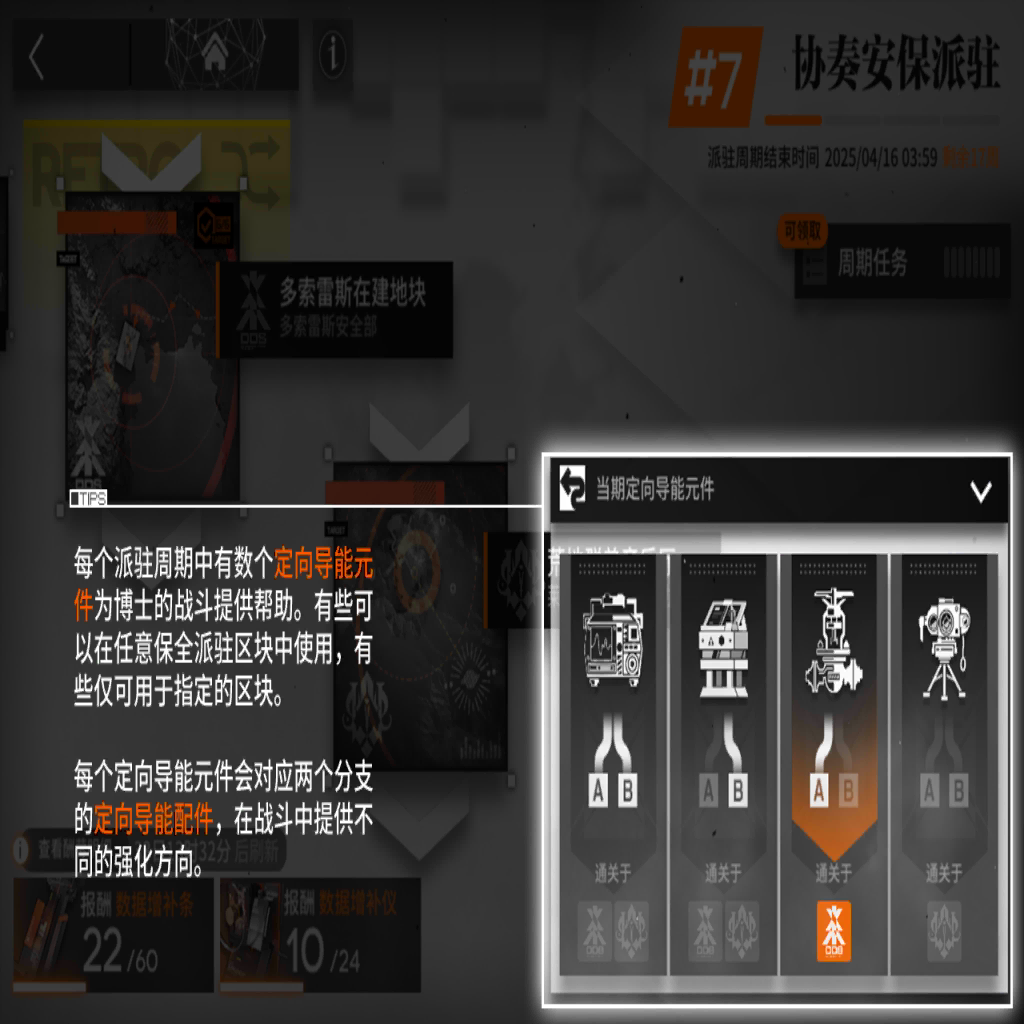 #7
协奏安保派驻
派驻周期结束时间 2025/04/16 03:59
可领取
周期任务
多索雷斯在建地块
多索雷斯安全部
DOS
TIPS
每个派驻周期中有数个定向导能元
件为博士的战斗提供帮助。有些可
以在任意保全派驻区块中使用，有
些仅可用于指定的区块。
每个定向导能元件会对应两个分支
的定向导能配件，在战斗中提供不
同的强化方向。
当期定向导能元件
A B
A B
A B
A B
通关于
通关于
通关于
通关于
后刷新
报酬 数据增补条
22/60
报酬 数据增补仪
10/24